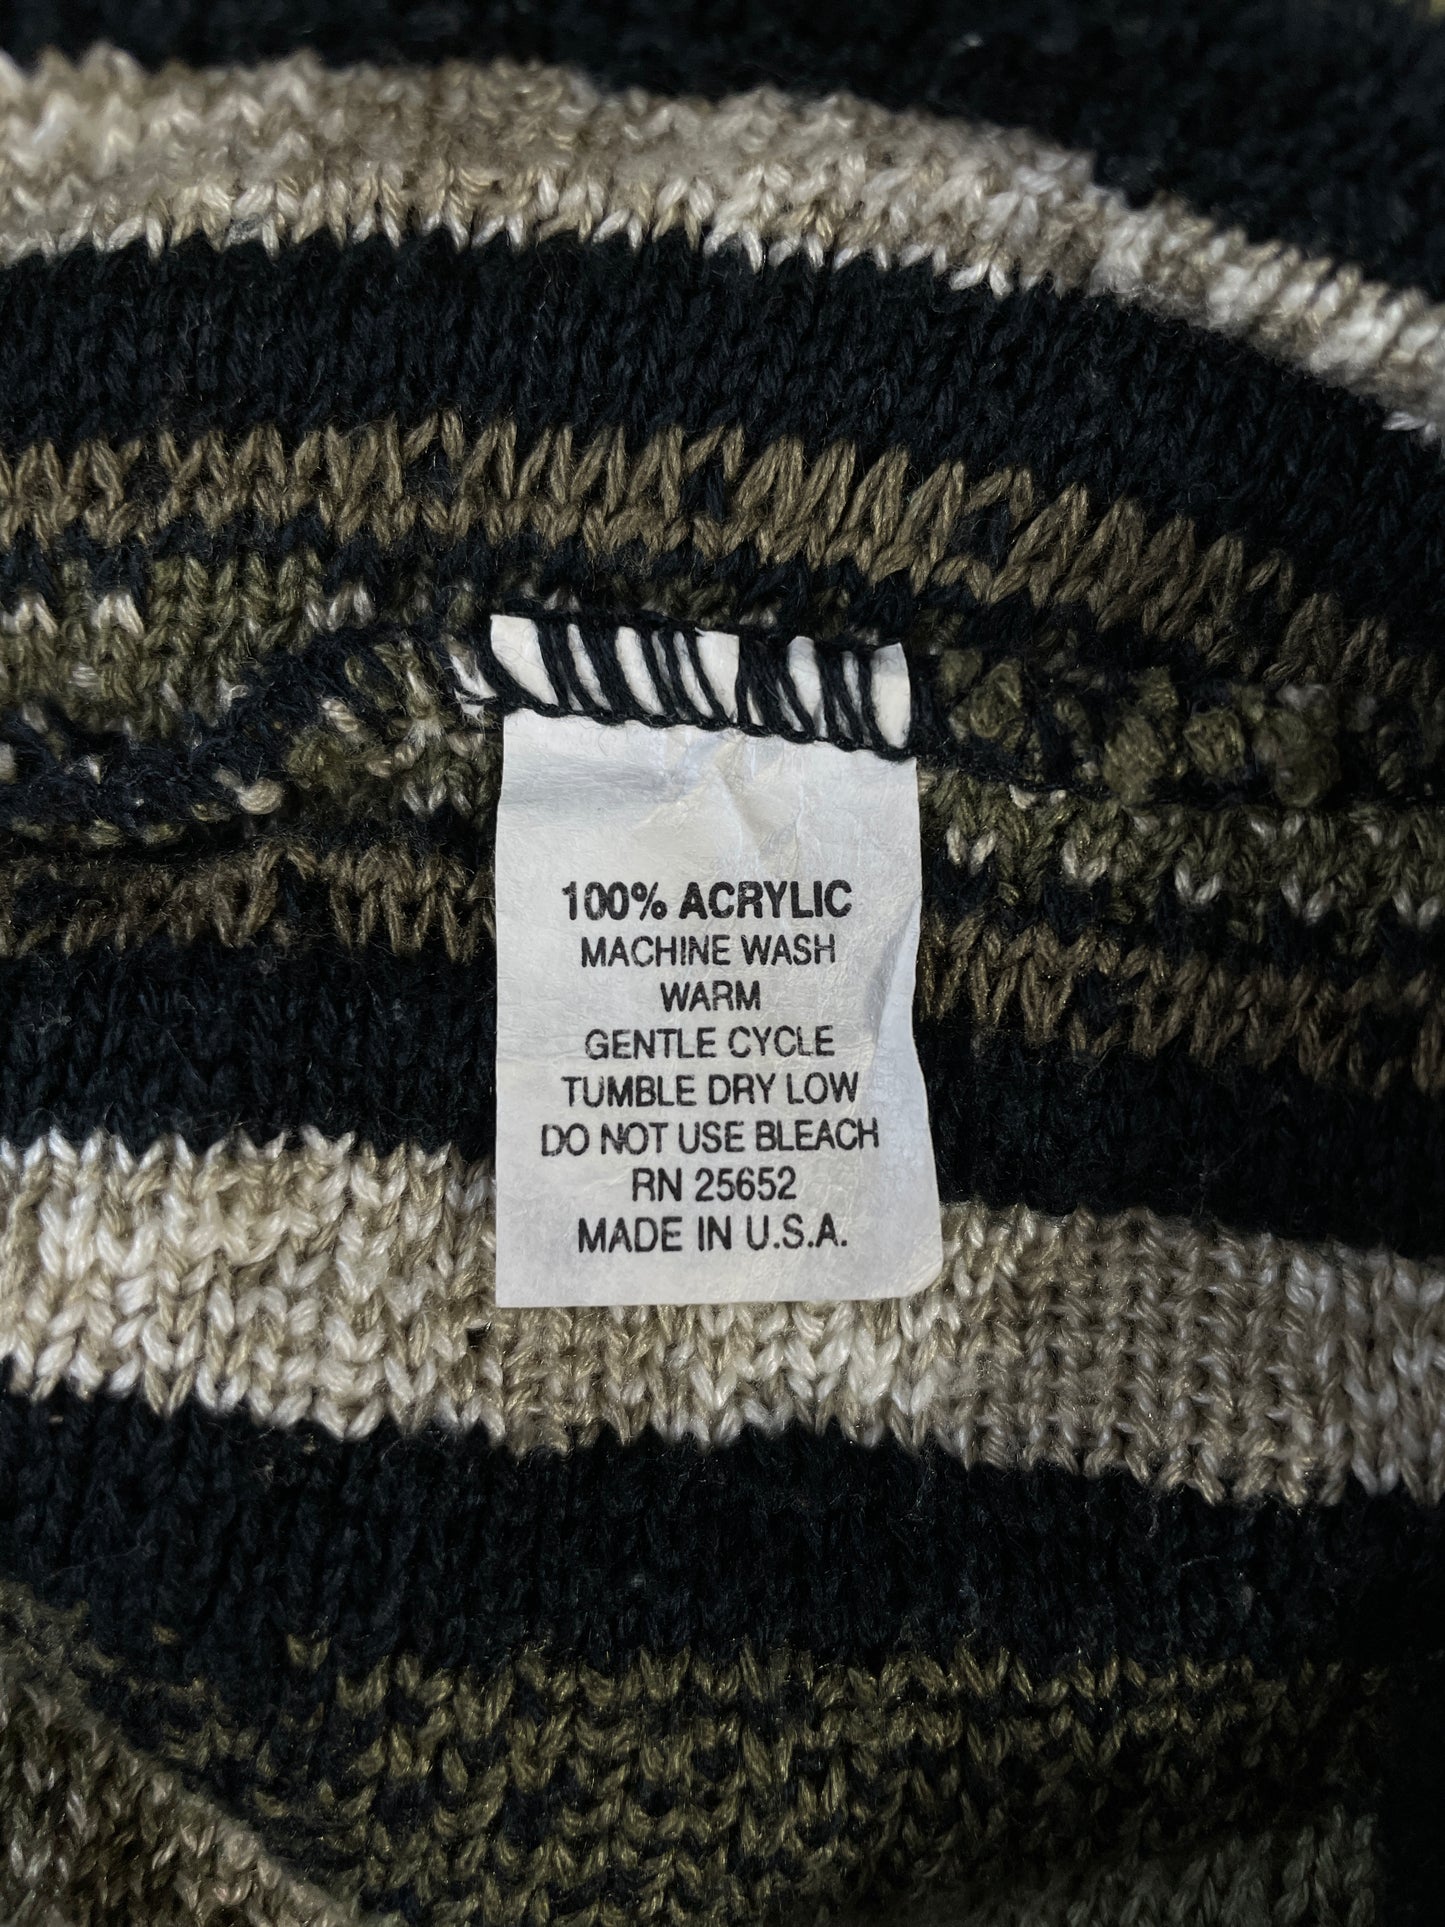 100% ACRYLIC
MACHINE WASH
WARM
GENTLE CYCLE
TUMBLE DRY LOW
DO NOT USE BLEACH
RN 25652
MADE IN U.S.A.